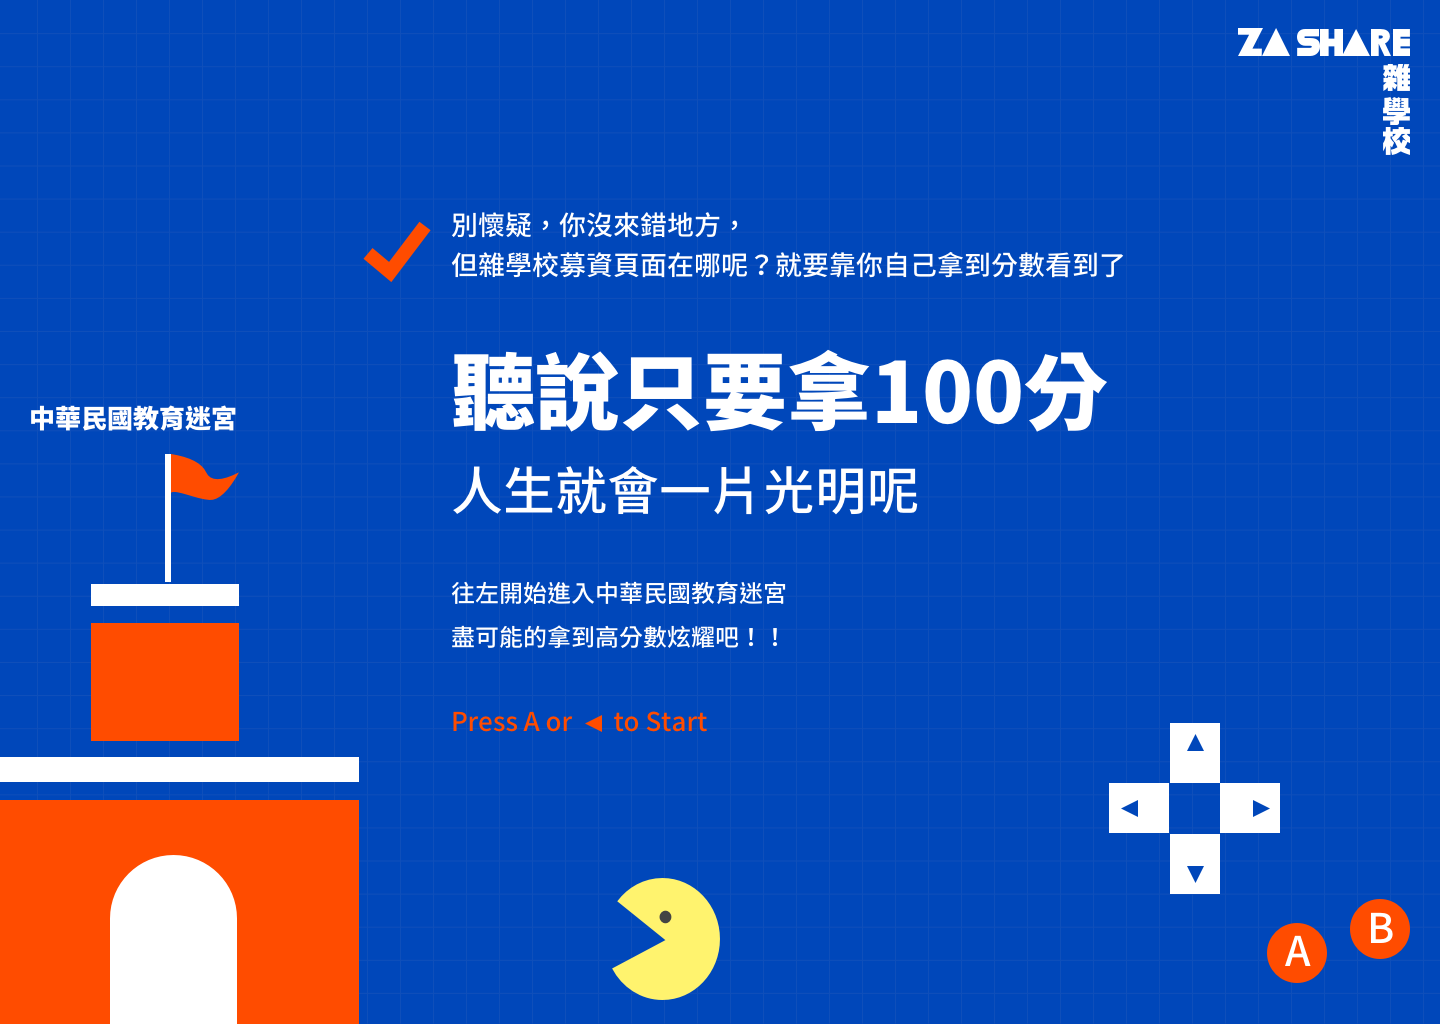 ZA SHARE
雜學校
別懷疑，你沒來錯地方，
但雜學校募資頁面在哪呢？就要靠你自己拿到分數看到了
聽說只要拿100分
中華民國教育迷宮
人生就會一片光明呢
往左開始進入中華民國教育迷宮
盡可能的拿到高分數炫耀吧！！
Press A or ◀ to Start
A
B